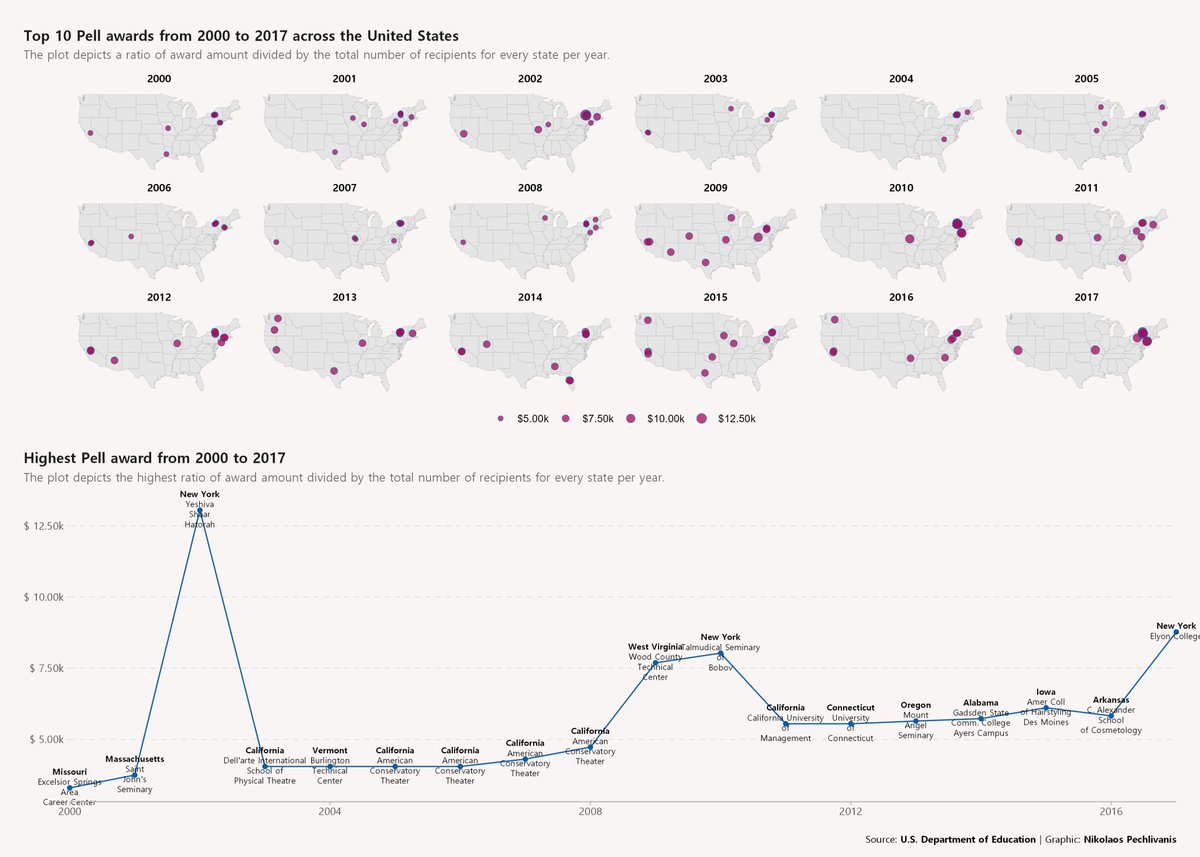 Top 10 Pell awards from 2000 to 2017 across the United States
The plot depicts a ratio of award amount divided by the total number of recipients for every state per year.
2000 2001 2002 2003 2004 2005
2006 2007 2008 2009 2010 2011
2012 2013 2014 2015 2016 2017
$5.00k $7.50k $10.00k $12.50k
Highest Pell award from 2000 to 2017
The plot depicts the highest ratio of award amount divided by the total number of recipients for every state per year.
$ 12.50k
$ 10.00k
$ 7.50k
$ 5.00k
Missouri
Excelsior Springs
Area
Career Center
Massachusetts
Saint
John's
Seminary
New York
Yeshiva
Shaar
Hatorah
California
Dell'arte International
School of
Physical Theatre
Vermont
Burlington
Technical
Center
California
American
Conservatory
Theater
California
American
Conservatory
Theater
California
American
Conservatory
Theater
California
American
Conservatory
Theater
West Virginia
Wood County
Technical
Center
New York
Talmudical Seminary
of
Bobov
California
California University
of
Management
Connecticut
University
of
Connecticut
Oregon
Mount
Angel
Seminary
Alabama
Gadsden State
Comm. College
Ayers Campus
Iowa
Amer Coll
of Hairstyling
Des Moines
Arkansas
C. Alexander
School
of Cosmetology
New York
Elyon College
2000 2004 2008 2012 2016
Source: U.S. Department of Education | Graphic: Nikolaos Pechlivanis